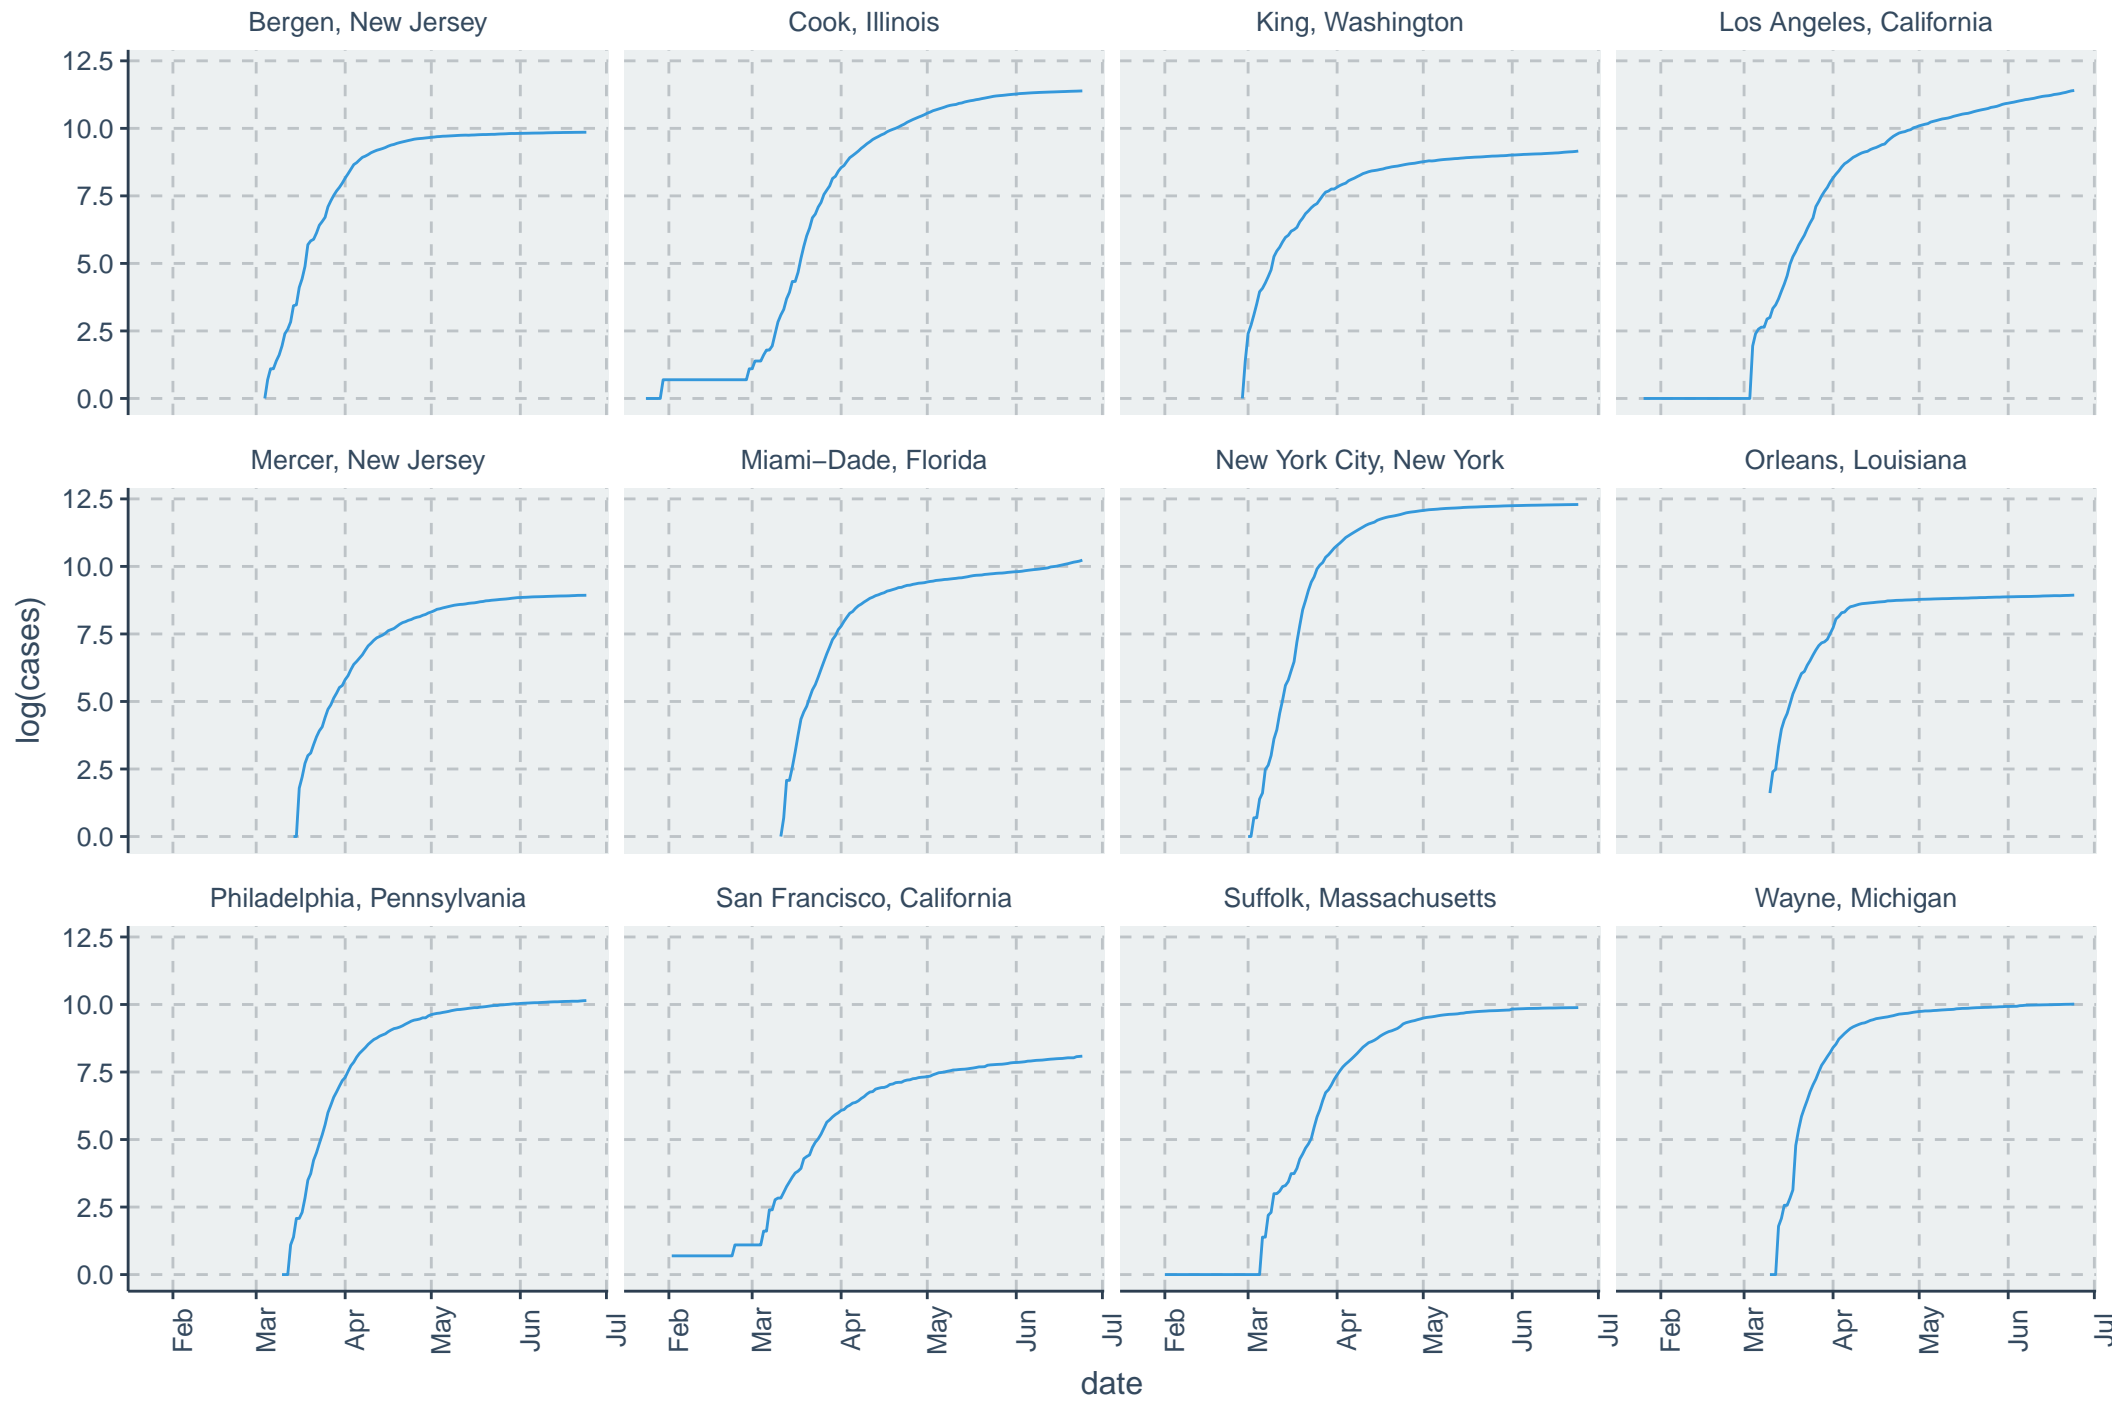 Bergen, New Jersey
Cook, Illinois
King, Washington
Los Angeles, California
12.5
10.0
7.5
5.0
2.5
0.0
Mercer, New Jersey
Miami−Dade, Florida
New York City, New York
Orleans, Louisiana
12.5
10.0
7.5
5.0
2.5
0.0
log(cases)
Philadelphia, Pennsylvania
San Francisco, California
Suffolk, Massachusetts
Wayne, Michigan
12.5
10.0
7.5
5.0
2.5
0.0
Feb
Mar
Apr
May
Jun
Jul
Feb
Mar
Apr
May
Jun
Jul
Feb
Mar
Apr
May
Jun
Jul
Feb
Mar
Apr
May
Jun
Jul
date